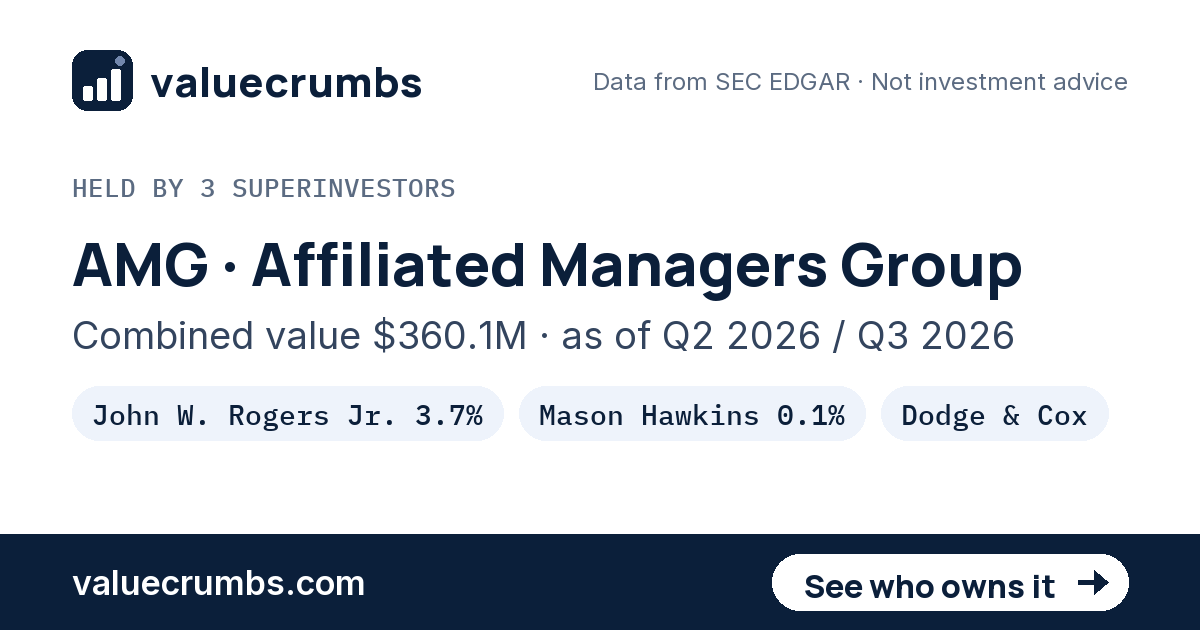 valuecrumbs
Data from SEC EDGAR · Not investment advice
HELD BY 3 SUPERINVESTORS
AMG · Affiliated Managers Group
Combined value $360.1M · as of Q2 2026 / Q3 2026
John W. Rogers Jr. 3.7%
Mason Hawkins 0.1%
Dodge & Cox
valuecrumbs.com
See who owns it →